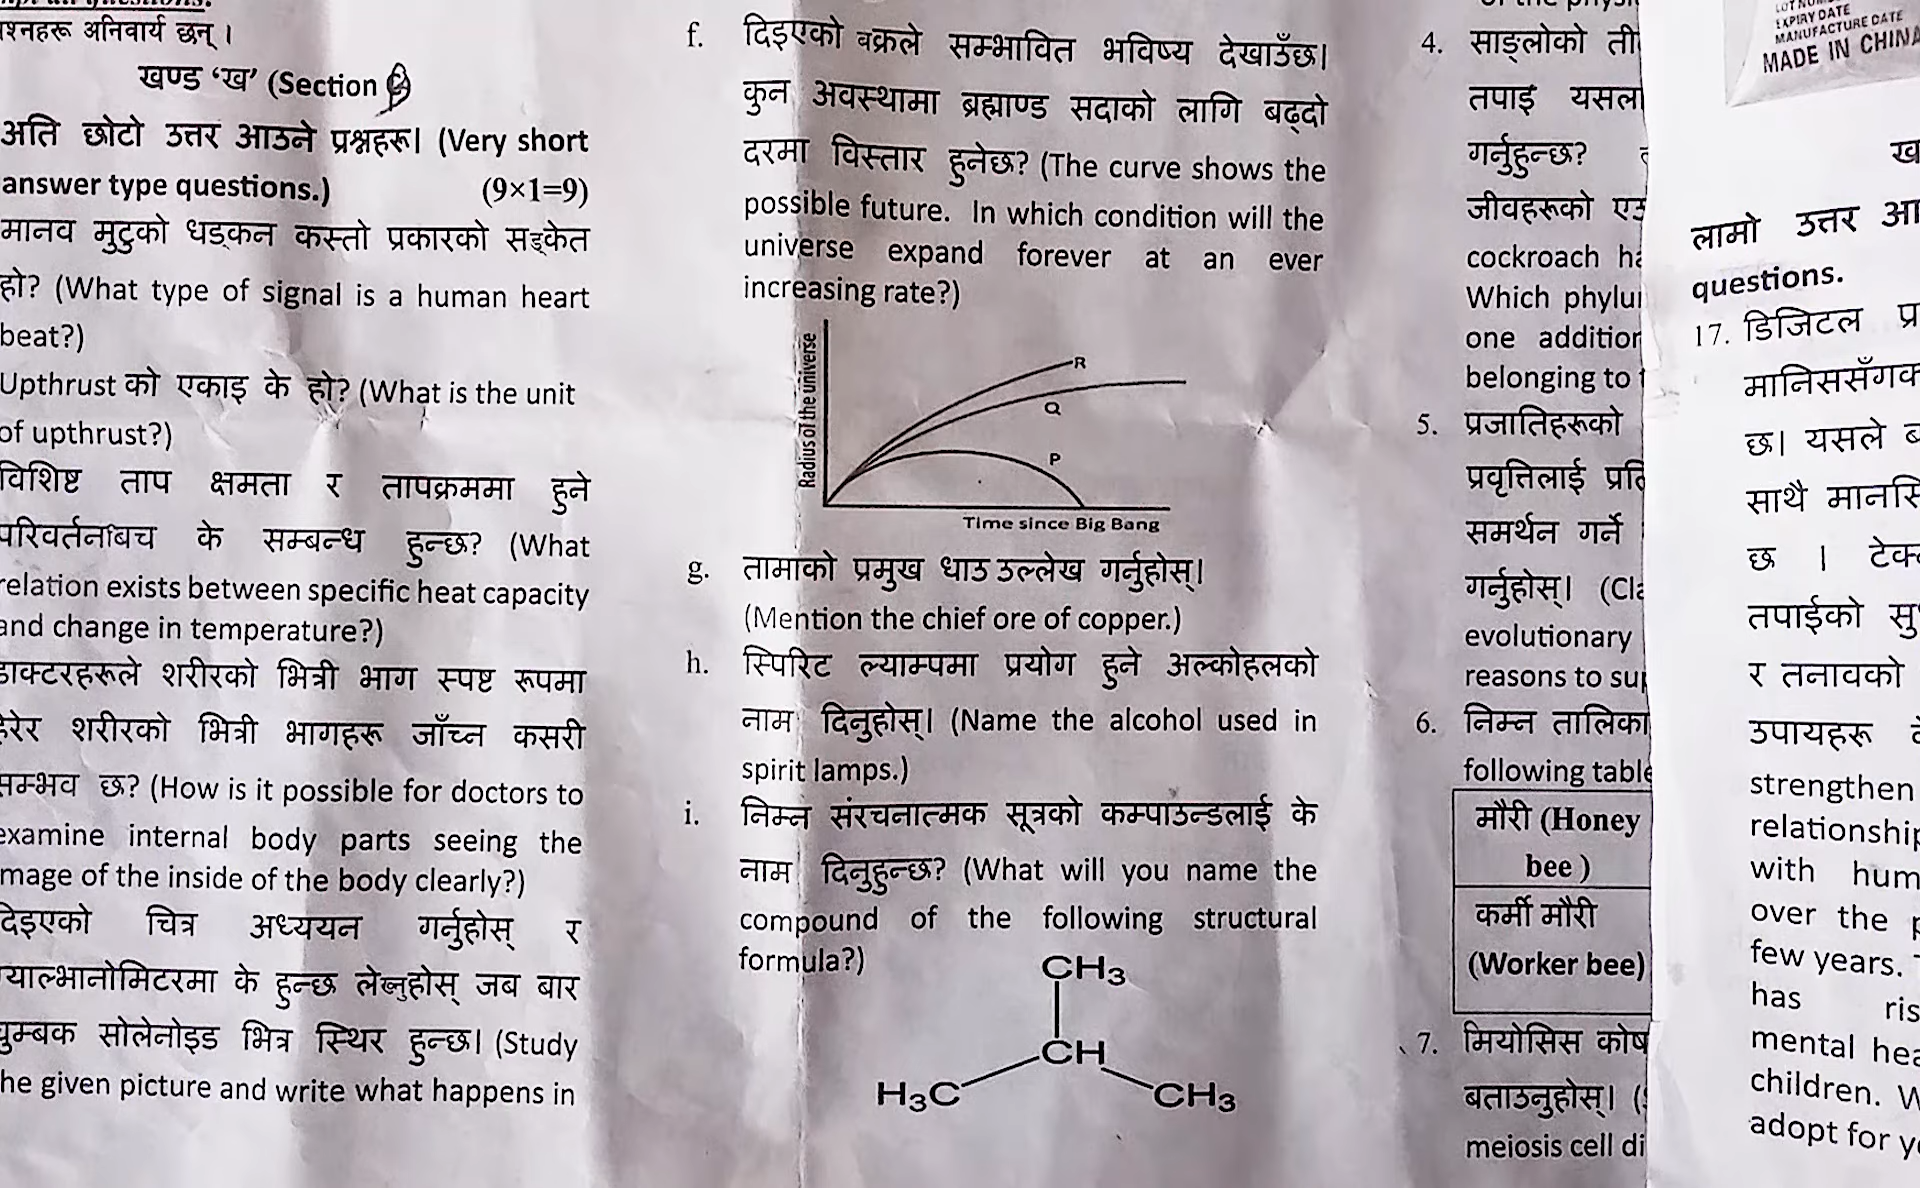 प्रश्नहरू अनिवार्य छन् ।
खण्ड ‘ख’ (Section
अति छोटो उत्तर आउने प्रश्नहरू। (Very short
answer type questions.) (9×1=9)
मानव मुटुको धड्कन कस्तो प्रकारको सङ्केत
हो? (What type of signal is a human heart
beat?)
Upthrust को एकाइ के हो? (What is the unit
of upthrust?)
विशिष्ट ताप क्षमता र तापक्रममा हुने
के सम्बन्ध हुन्छ? (What
relation exists between specific heat capacity
and change in temperature?)
डाक्टरहरूले शरीरको भित्री भाग स्पष्ट रूपमा
हेरेर शरीरको भित्री भागहरू जाँच्न कसरी
सम्भव छ? (How is it possible for doctors to
examine internal body parts seeing the
image of the inside of the body clearly?)
दिइएको चित्र अध्ययन गर्नुहोस् र
ग्याल्भानोमिटरमा के हुन्छ लेख्नुहोस् जब बार
चुम्बक सोलेनोइड भित्र स्थिर हुन्छ। (Study
the given picture and write what happens in
f. दिइएको वक्रले सम्भावित भविष्य देखाउँछ।
कुन अवस्थामा ब्रह्माण्ड सदाको लागि बढ्दो
दरमा विस्तार हुनेछ? (The curve shows the
possible future. In which condition will the
universe expand forever at an ever
increasing rate?)
Radius of the universe
R
Q
P
Time since Big Bang
g. तामाको प्रमुख धाउ उल्लेख गर्नुहोस्।
(Mention the chief ore of copper.)
h. स्पिरिट ल्याम्पमा प्रयोग हुने अल्कोहलको
नाम दिनुहोस्। (Name the alcohol used in
spirit lamps.)
i. निम्न संरचनात्मक सूत्रको कम्पाउन्डलाई के
नाम दिनुहुन्छ? (What will you name the
compound of the following structural
formula?)
CH3
CH
H3C CH3
4. साङ्लोको
तपाइ
गर्नुहुन्छ?
जीवहरूको
cockroach
Which
one
belonging to
5. प्रजातिहरूको
समर्थन गर्ने
गर्नुहोस्।
evolutionary
reasons to
6. निम्न
following
मौरी (Honey
bee )
कर्मी मौरी
(Worker bee)
7. मियोसिस
बताउनुहोस्।
meiosis cell
EXPIRY DATE
MANUFACTURE DATE
MADE IN CHINA
लामो उत्तर
questions.
17. डिजिटल
छ। यसले
साथै
छ ।
तपाईको
र तनावको
उपायहरू
strengthen
with
over the
few years.
has
mental
children.
adopt for